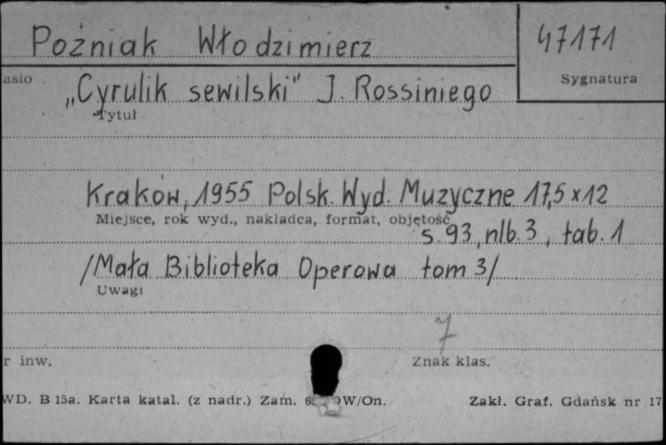 Poźniak Włodzimierz
47171
asło
Sygnatura
„Cyrulik sewilski" J. Rossiniego
Tytuł
Kraków, 1955 Polsk. Wyd. Muzyczne 17,5 x 12
Miejsce, rok wyd., nakładca, format, objętość
s. 93, nlb. 3, tab. 1
/Mała Biblioteka Operowa tom 3/
Uwagi
7
r inw.
Znak klas.
WD. B 15a. Karta katal. (z nadr.) Zam. W/On.
Zakł. Graf. Gdańsk nr 17